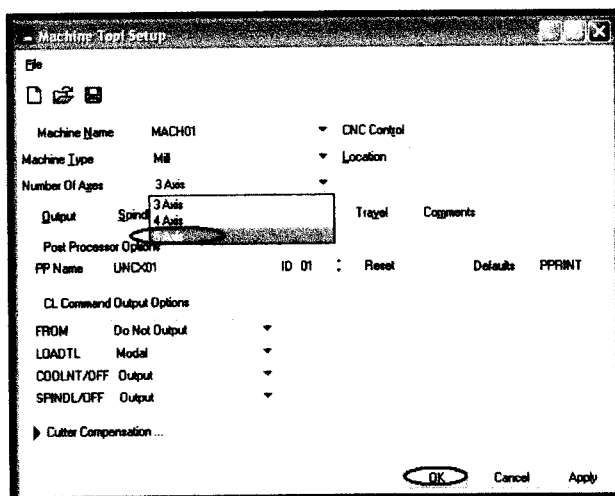 Machine Tool Setup
File
Machine Name MACH01 CNC Control
Machine Type Mill Location
Number Of Axes 3 Axis
3 Axis
4 Axis
Output Spindl Travel Comments
Post Processor Options
PP Name UNCX01 ID 01 Reset Defaults PPRINT
CL Command Output Options
FROM Do Not Output
LOADTL Modal
COOLNT/OFF Output
SPINDL/OFF Output
Cutter Compensation ...
OK Cancel Apply